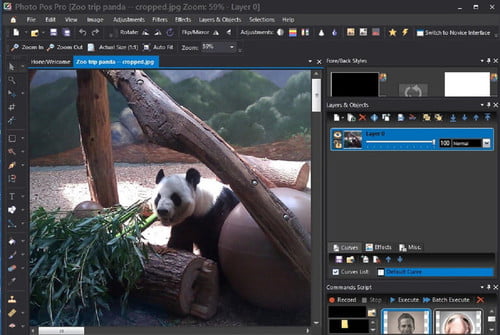 Photo Pos Pro [Zoo trip panda -- cropped.jpg Zoom: 59% - Layer 0]
File Edit View Image Adjustments Filters Effects Layers & Objects Selections Help
Rotate: Flip/Mirror: Adjustments: Switch to Novice Interface
Zoom In Zoom Out Actual Size (1:1) Auto Fit Zoom: 59%
Home/Welcome Zoo trip panda -- cropped.jpg
Fore/Back Styles
Layers & Objects
Layer 0
100 Normal
Curves Effects Misc.
Curves List: Default Curve
Commands Script
Record Stop Execute Batch Execute